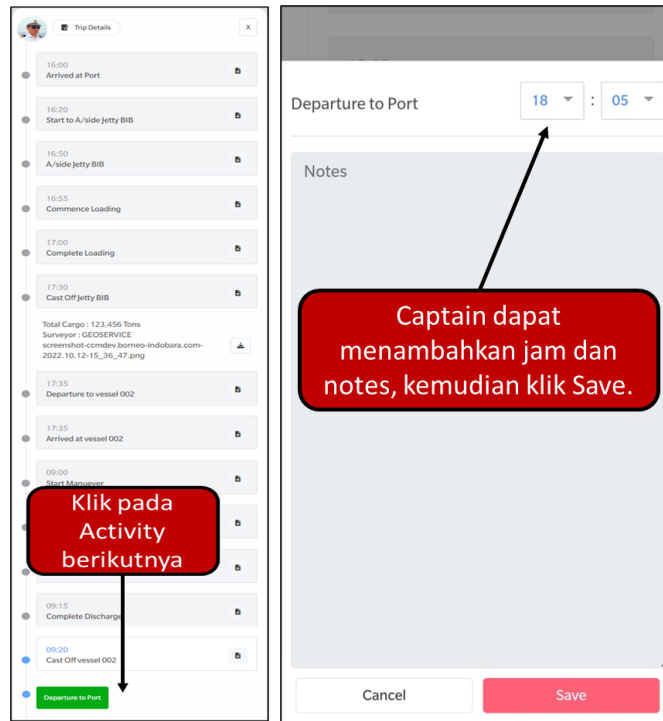 Trip Details
X
16:00
Arrived at Port
16:20
Start to A/side Jetty BIB
16:50
A/side Jetty BIB
16:55
Commence Loading
17:00
Complete Loading
17:30
Cast Off Jetty BIB
Total Cargo : 123,456 Tons
Surveyor : GEOSERVICE
screenshot-ccmdev.borneo-indobara.com-
2022.10.12-15_36_47.png
17:35
Departure to vessel 002
17:35
Arrived at vessel 002
09:00
Start Manuever
Klik pada
Activity
berikutnya
09:15
Complete Discharge
09:20
Cast Off vessel 002
Departure to Port
Departure to Port
18 : 05
Notes
Captain dapat
menambahkan jam dan
notes, kemudian klik Save.
Cancel
Save